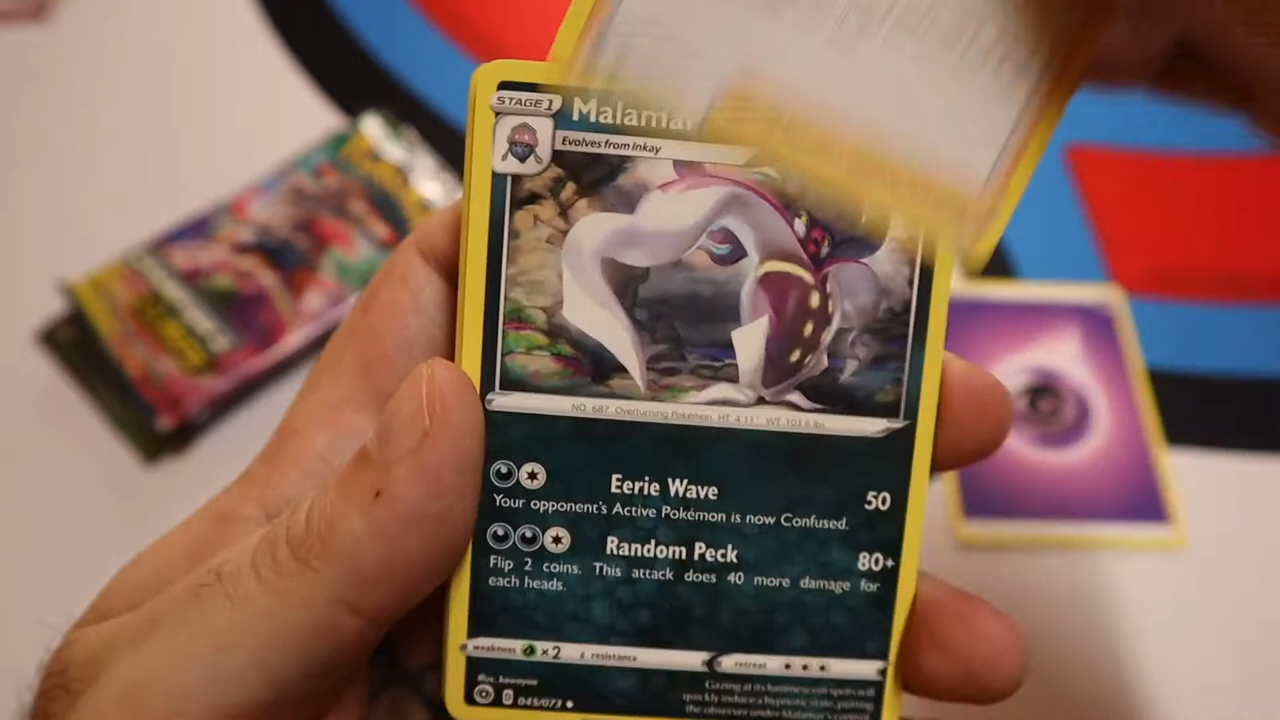 STAGE 1
Malamar
Evolves from Inkay
NO. 687 Overturning Pokémon HT: 4'11" WT: 103.6 lbs.
Eerie Wave 50
Your opponent's Active Pokémon is now Confused.
Random Peck 80+
Flip 2 coins. This attack does 40 more damage for
each heads.
weakness ×2 resistance retreat
illus. kawayoo
D 045/073
Gazing at its luminescent spots will
quickly induce a hypnotic state, putting
the observer under Malamar's control.